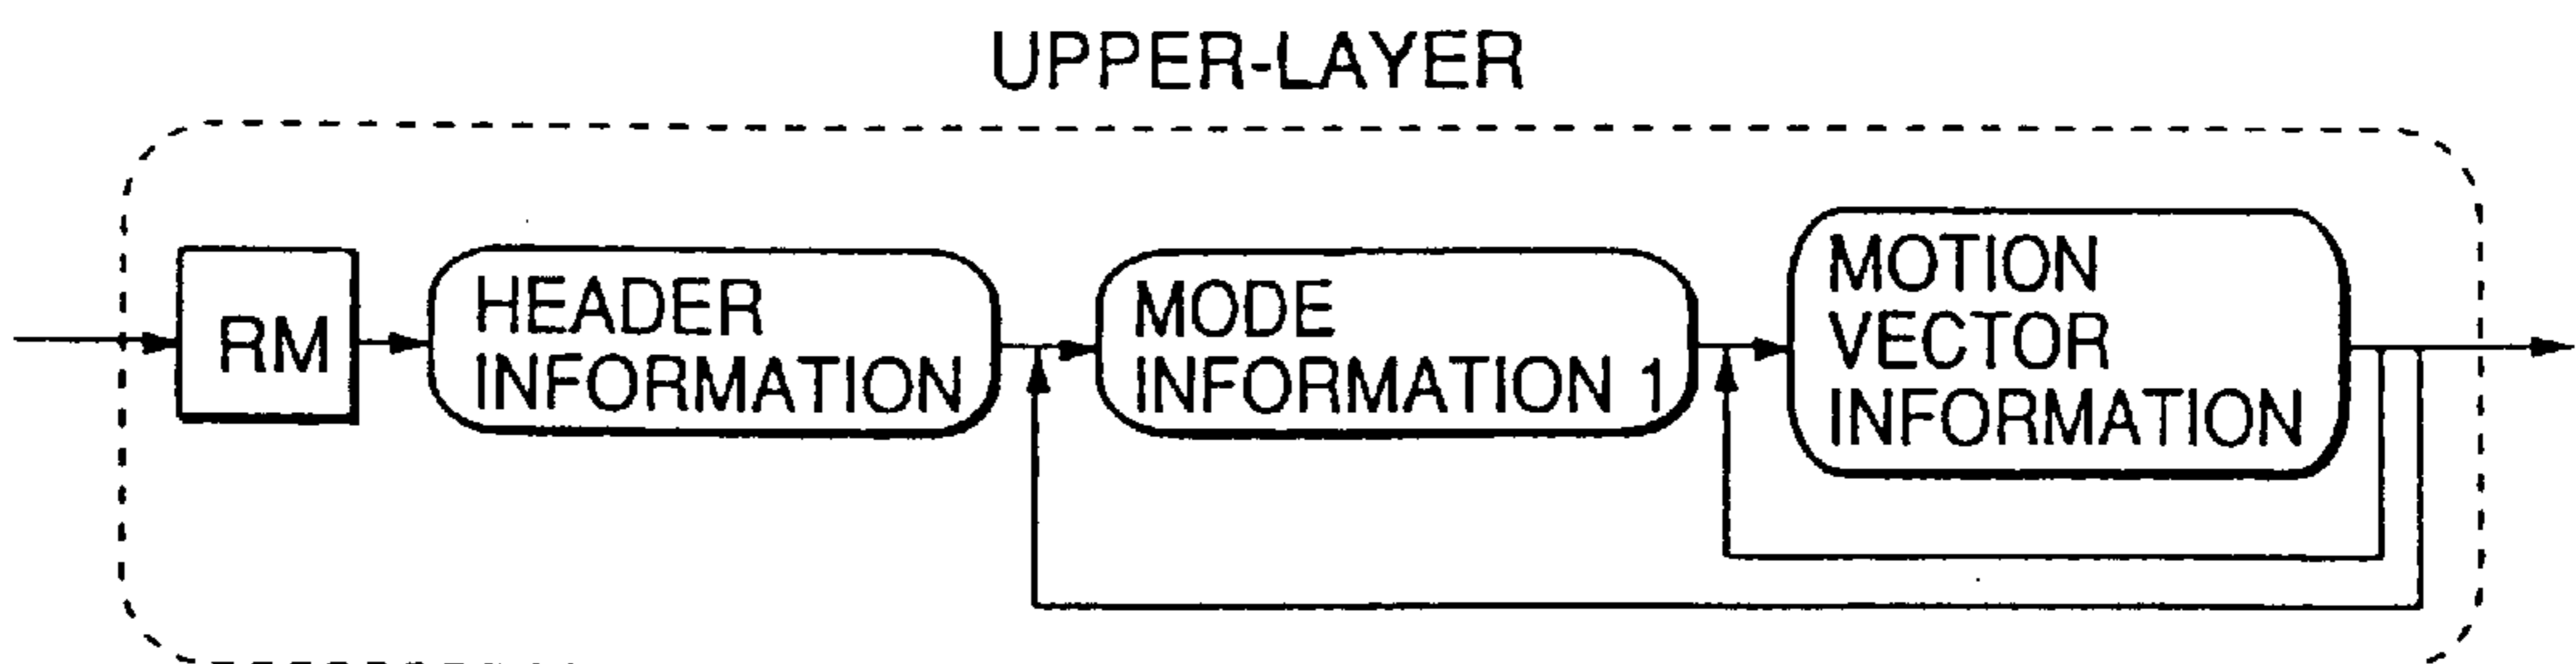 UPPER-LAYER
RM
HEADER
INFORMATION
MODE
INFORMATION 1
MOTION
VECTOR
INFORMATION